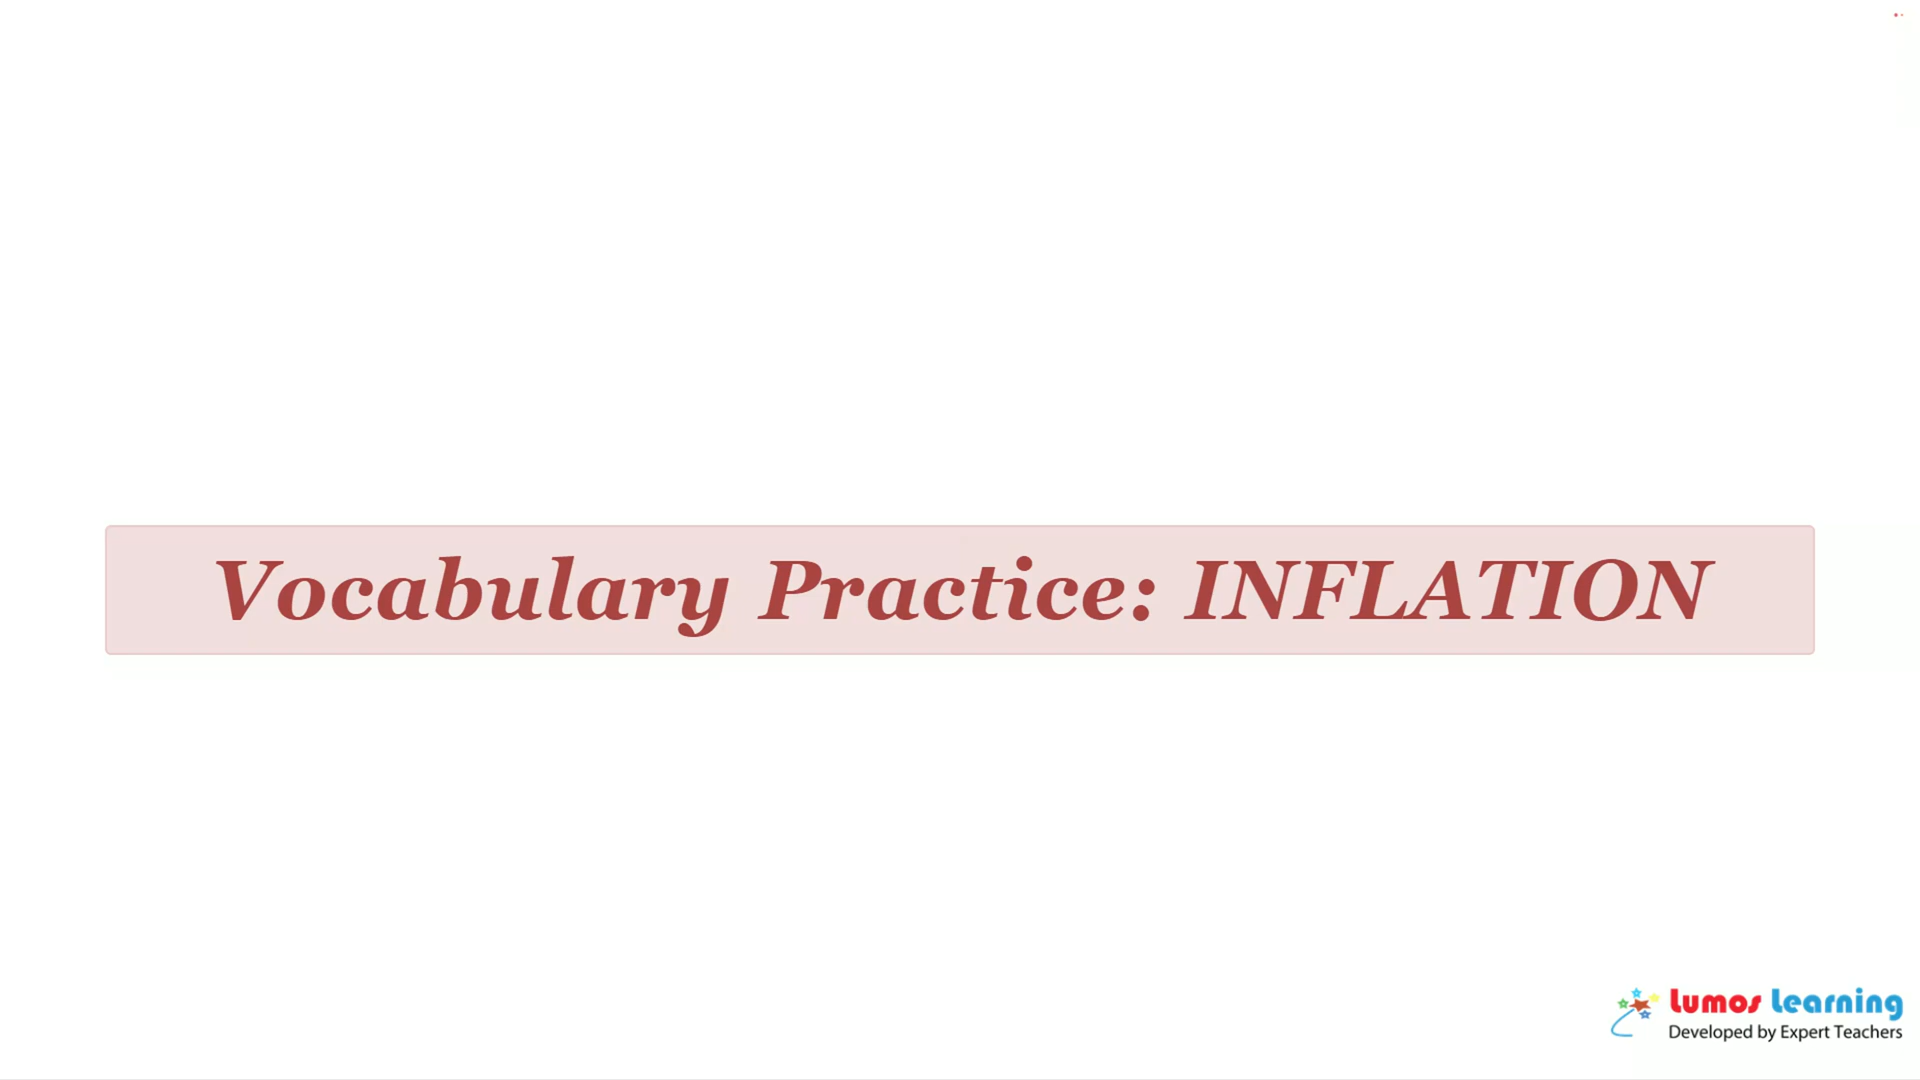 Vocabulary Practice: INFLATION
Lumos Learning
Developed by Expert Teachers